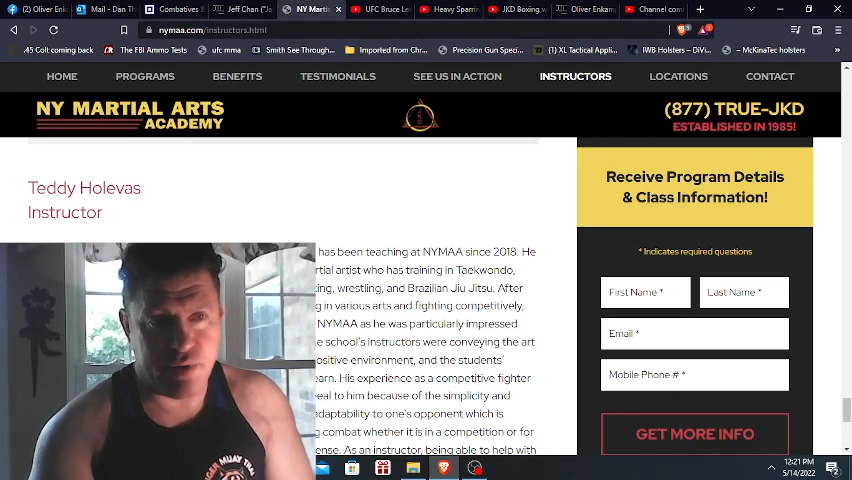 (2) Oliver Enk
Mail - Dan Th
Combatives &
Jeff Chan ("Ja
NY Martia
UFC Bruce Lee
Heavy Sparrin
JKD Boxing w
Oliver Enkamp
Channel com
nymaa.com/instructors.html
.45 Colt coming back
The FBI Ammo Tests
ufc mma
Smith See Through...
Imported from Chr...
Precision Gun Speci...
(1) XL Tactical Applic...
IWB Holsters – DiVi...
– McKinaTec holsters
HOME PROGRAMS BENEFITS TESTIMONIALS SEE US IN ACTION INSTRUCTORS LOCATIONS CONTACT
NY MARTIAL ARTS
ACADEMY
JKD
(877) TRUE-JKD
ESTABLISHED IN 1985!
Teddy Holevas
Instructor
has been teaching at NYMAA since 2018. He
rtial artist who has training in Taekwondo,
ing, wrestling, and Brazilian Jiu Jitsu. After
g in various arts and fighting competitively,
NYMAA as he was particularly impressed
e school's instructors were conveying the art
ositive environment, and the students'
earn. His experience as a competitive fighter
peal to him because of the simplicity and
adaptability to one's opponent which is
g combat whether it is in a competition or for
ense. As an instructor, being able to help with
Receive Program Details
& Class Information!
* Indicates required questions
First Name * Last Name *
Email *
Mobile Phone # *
GET MORE INFO
12:21 PM
5/14/2022